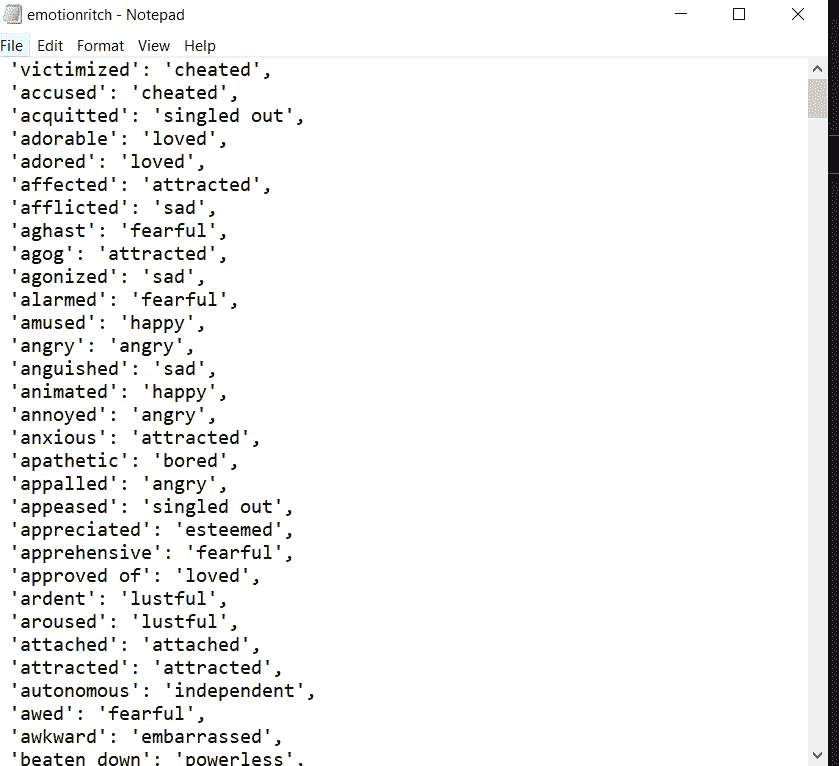 emotionritch - Notepad
File Edit Format View Help
'victimized': 'cheated',
'accused': 'cheated',
'acquitted': 'singled out',
'adorable': 'loved',
'adored': 'loved',
'affected': 'attracted',
'afflicted': 'sad',
'aghast': 'fearful',
'agog': 'attracted',
'agonized': 'sad',
'alarmed': 'fearful',
'amused': 'happy',
'angry': 'angry',
'anguished': 'sad',
'animated': 'happy',
'annoyed': 'angry',
'anxious': 'attracted',
'apathetic': 'bored',
'appalled': 'angry',
'appeased': 'singled out',
'appreciated': 'esteemed',
'apprehensive': 'fearful',
'approved of': 'loved',
'ardent': 'lustful',
'aroused': 'lustful',
'attached': 'attached',
'attracted': 'attracted',
'autonomous': 'independent',
'awed': 'fearful',
'awkward': 'embarrassed',
'beaten down': 'powerless',